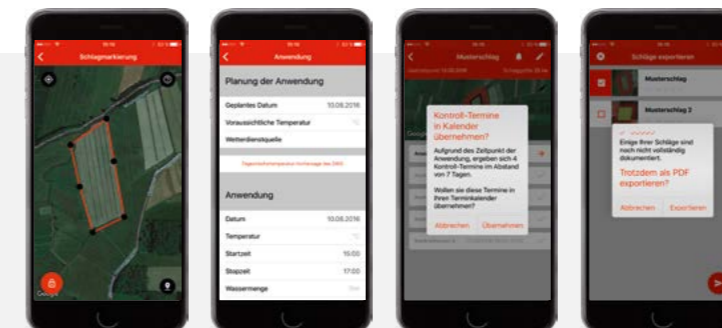 Schlagmarkierung
Google
Anwendung
Planung der Anwendung
Geplantes Datum 10.08.2016
Voraussichtliche Temperatur °C
Wetterdienstquelle
Anwendung
Datum 10.08.2016
Temperatur °C
Startzeit 15:00
Stopzeit 17:00
Wassermenge
Musterschlag
Kontroll-Termine
in Kalender
übernehmen?
Aufgrund des Zeitpunkt der
Anwendung, ergeben sich 4
Kontroll-Termine im Abstand
von 7 Tagen.
Wollen sie diese Termine in
Ihren Terminkalender
übernehmen?
Abbrechen Übernehmen
Schläge exportieren
Musterschlag
Musterschlag 2
Einige Ihrer Schläge sind
noch nicht vollständig
dokumentiert.
Trotzdem als PDF
exportieren?
Abbrechen Exportieren